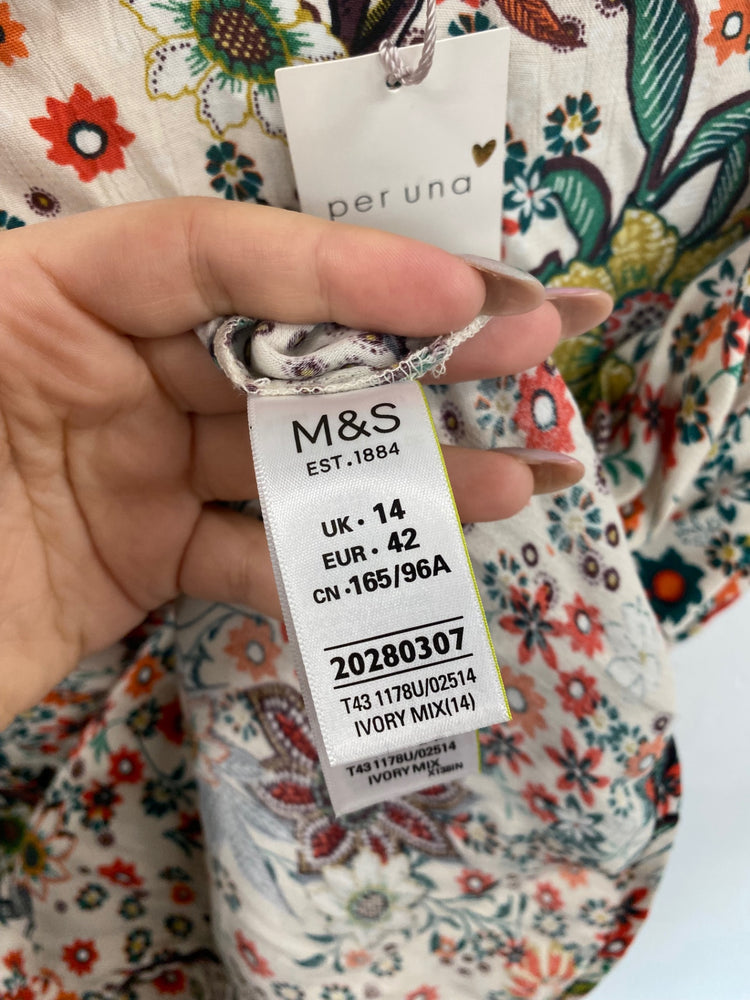 per una
M&S
EST.1884
UK • 14
EUR • 42
CN •165/96A
20280307
T43 1178U/02514
IVORY MIX(14)
T43 1178U/02514
IVORY MIX
X138IN